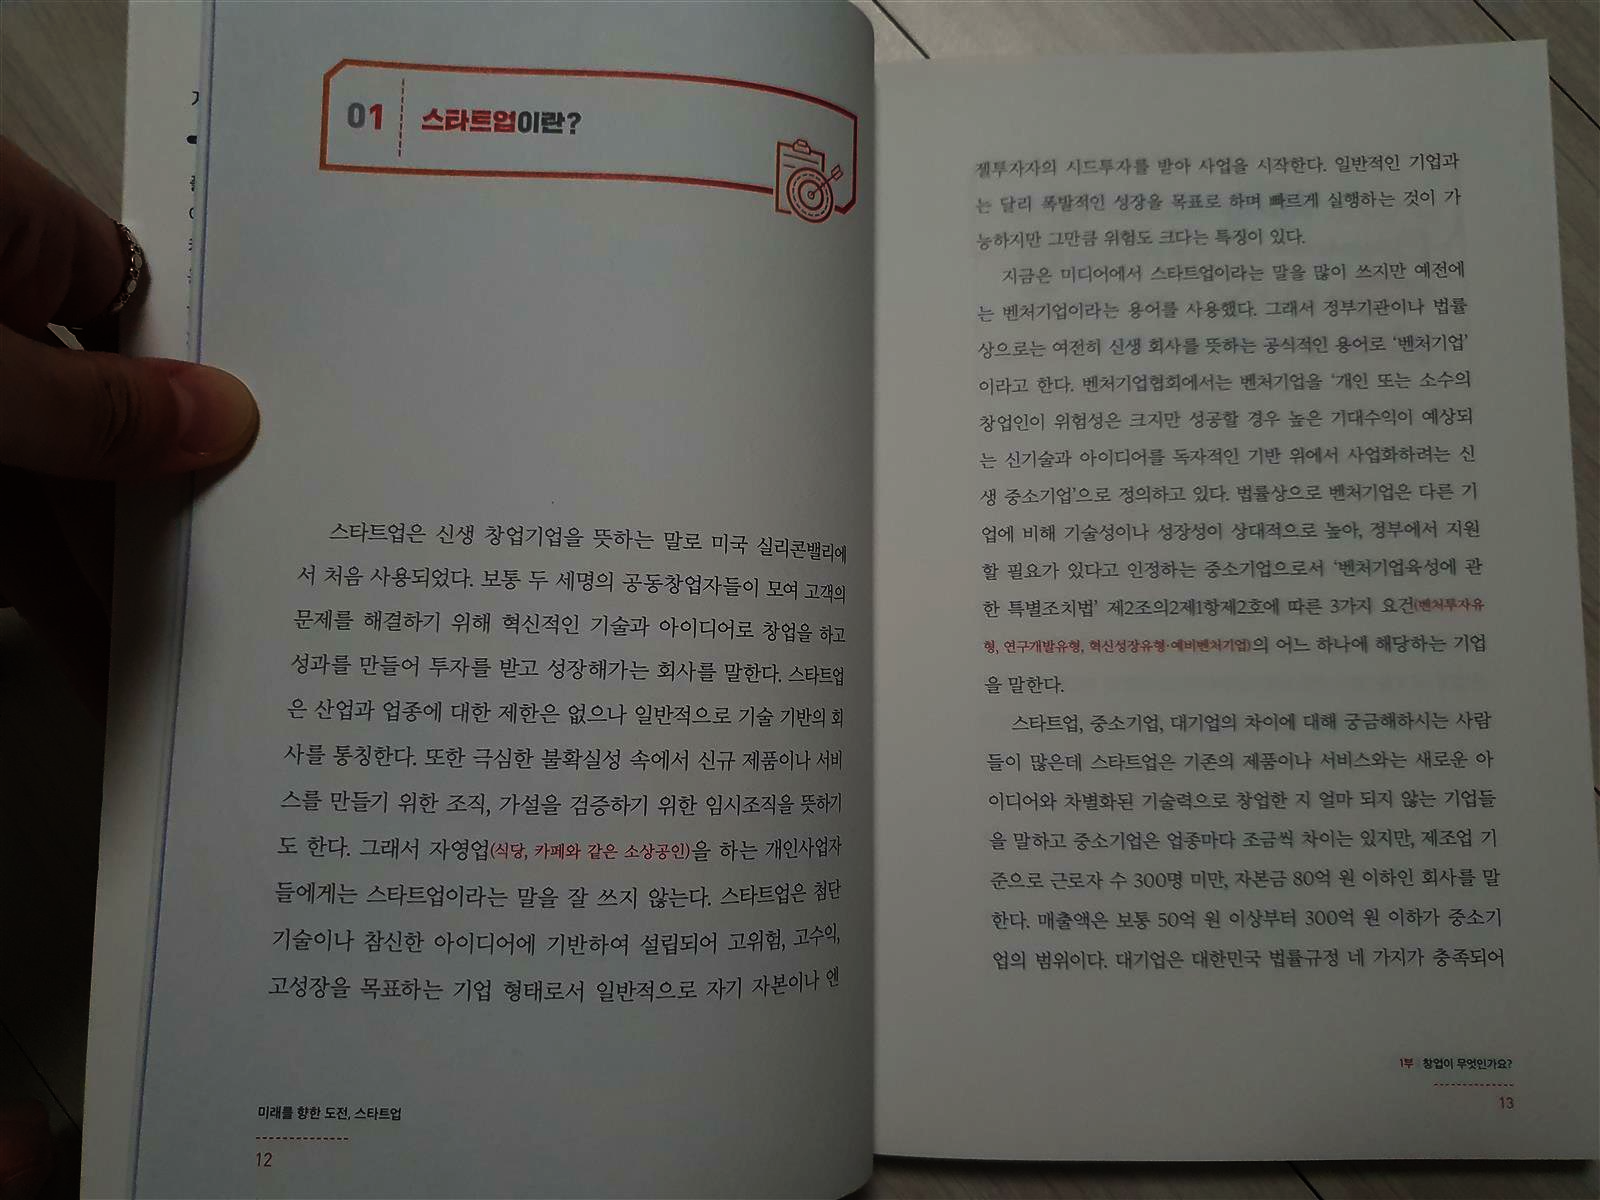 01 스타트업이란?
스타트업은 신생 창업기업을 뜻하는 말로 미국 실리콘밸리에
서 처음 사용되었다. 보통 두 세명의 공동창업자들이 모여 고객의
문제를 해결하기 위해 혁신적인 기술과 아이디어로 창업을 하고
성과를 만들어 투자를 받고 성장해가는 회사를 말한다. 스타트업
은 산업과 업종에 대한 제한은 없으나 일반적으로 기술 기반의 회
사를 통칭한다. 또한 극심한 불확실성 속에서 신규 제품이나 서비
스를 만들기 위한 조직, 가설을 검증하기 위한 임시조직을 뜻하기
도 한다. 그래서 자영업(식당, 카페와 같은 소상공인)을 하는 개인사업자
들에게는 스타트업이라는 말을 잘 쓰지 않는다. 스타트업은 첨단
기술이나 참신한 아이디어에 기반하여 설립되어 고위험, 고수익,
고성장을 목표하는 기업 형태로서 일반적으로 자기 자본이나 엔
미래를 향한 도전, 스타트업
12
젤투자자의 시드투자를 받아 사업을 시작한다. 일반적인 기업과
는 달리 폭발적인 성장을 목표로 하며 빠르게 실행하는 것이 가
능하지만 그만큼 위험도 크다는 특징이 있다.
지금은 미디어에서 스타트업이라는 말을 많이 쓰지만 예전에
는 벤처기업이라는 용어를 사용했다. 그래서 정부기관이나 법률
상으로는 여전히 신생 회사를 뜻하는 공식적인 용어로 ‘벤처기업’
이라고 한다. 벤처기업협회에서는 벤처기업을 ‘개인 또는 소수의
창업인이 위험성은 크지만 성공할 경우 높은 기대수익이 예상되
는 신기술과 아이디어를 독자적인 기반 위에서 사업화하려는 신
생 중소기업’으로 정의하고 있다. 법률상으로 벤처기업은 다른 기
업에 비해 기술성이나 성장성이 상대적으로 높아, 정부에서 지원
할 필요가 있다고 인정하는 중소기업으로서 ‘벤처기업육성에 관
한 특별조치법’ 제2조의2제1항제2호에 따른 3가지 요건(벤처투자유
형, 연구개발유형, 혁신성장유형·예비벤처기업)의 어느 하나에 해당하는 기업
을 말한다.
스타트업, 중소기업, 대기업의 차이에 대해 궁금해하시는 사람
들이 많은데 스타트업은 기존의 제품이나 서비스와는 새로운 아
이디어와 차별화된 기술력으로 창업한 지 얼마 되지 않는 기업들
을 말하고 중소기업은 업종마다 조금씩 차이는 있지만, 제조업 기
준으로 근로자 수 300명 미만, 자본금 80억 원 이하인 회사를 말
한다. 매출액은 보통 50억 원 이상부터 300억 원 이하가 중소기
업의 범위이다. 대기업은 대한민국 법률규정 네 가지가 충족되어
1부 창업이 무엇인가요?
13